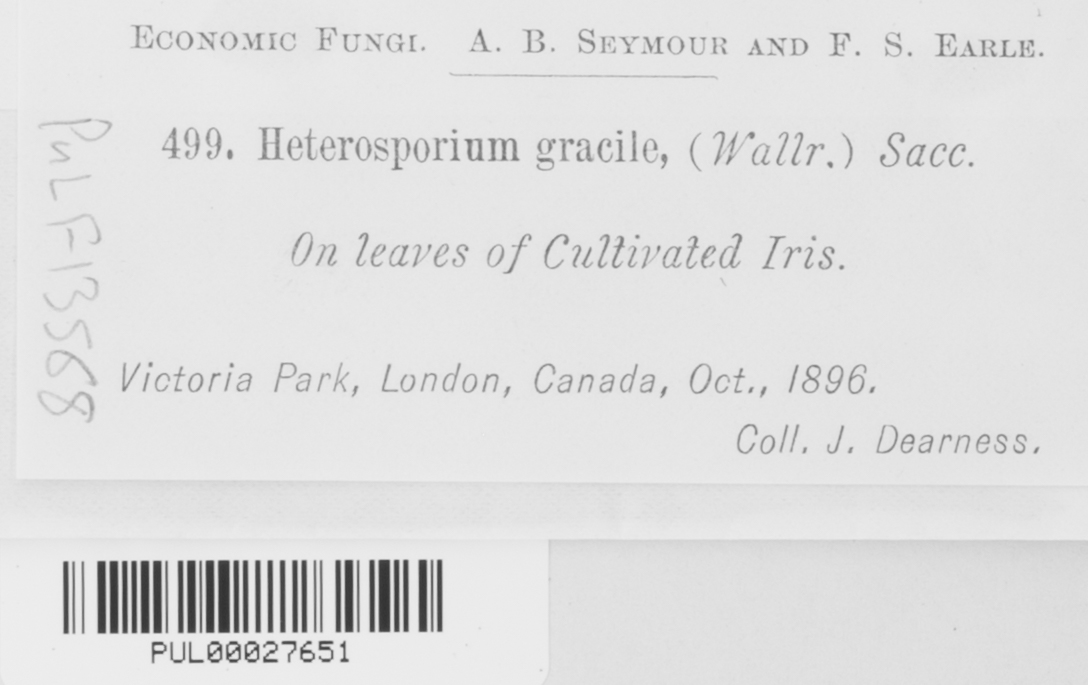 ECONOMIC FUNGI. A. B. SEYMOUR AND F. S. EARLE.
499. Heterosporium gracile, (Wallr.) Sacc.
On leaves of Cultivated Iris.
Victoria Park, London, Canada, Oct., 1896.
Coll. J. Dearness.
PUL F13568
PUL00027651